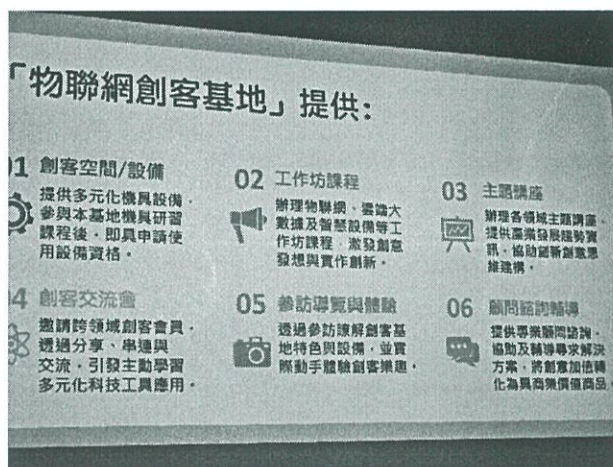 「物聯網創客基地」提供:
01 創客空間/設備
提供多元化機具設備，
參與本基地機具研習
課程後，即具申請使
用設備資格。
02 工作坊課程
辦理物聯網、雲端大
數據及智慧設備等工
作坊課程，激發創意
發想與實作創新。
03 主題講座
辦理各領域主題講座，
提供產業發展趨勢資
訊，協助創新創意思
維建構。
04 創客交流會
邀請跨領域創客會員，
透過分享、串連與
交流，引發主動學習
多元化科技工具應用。
05 參訪導覽與體驗
透過參訪瞭解創客基
地特色與設備，並實
際動手體驗創客樂趣。
06 顧問諮詢輔導
提供專業顧問諮詢，
協助及輔導尋求解決
方案，將創意加值轉
化為具商業價值商品。